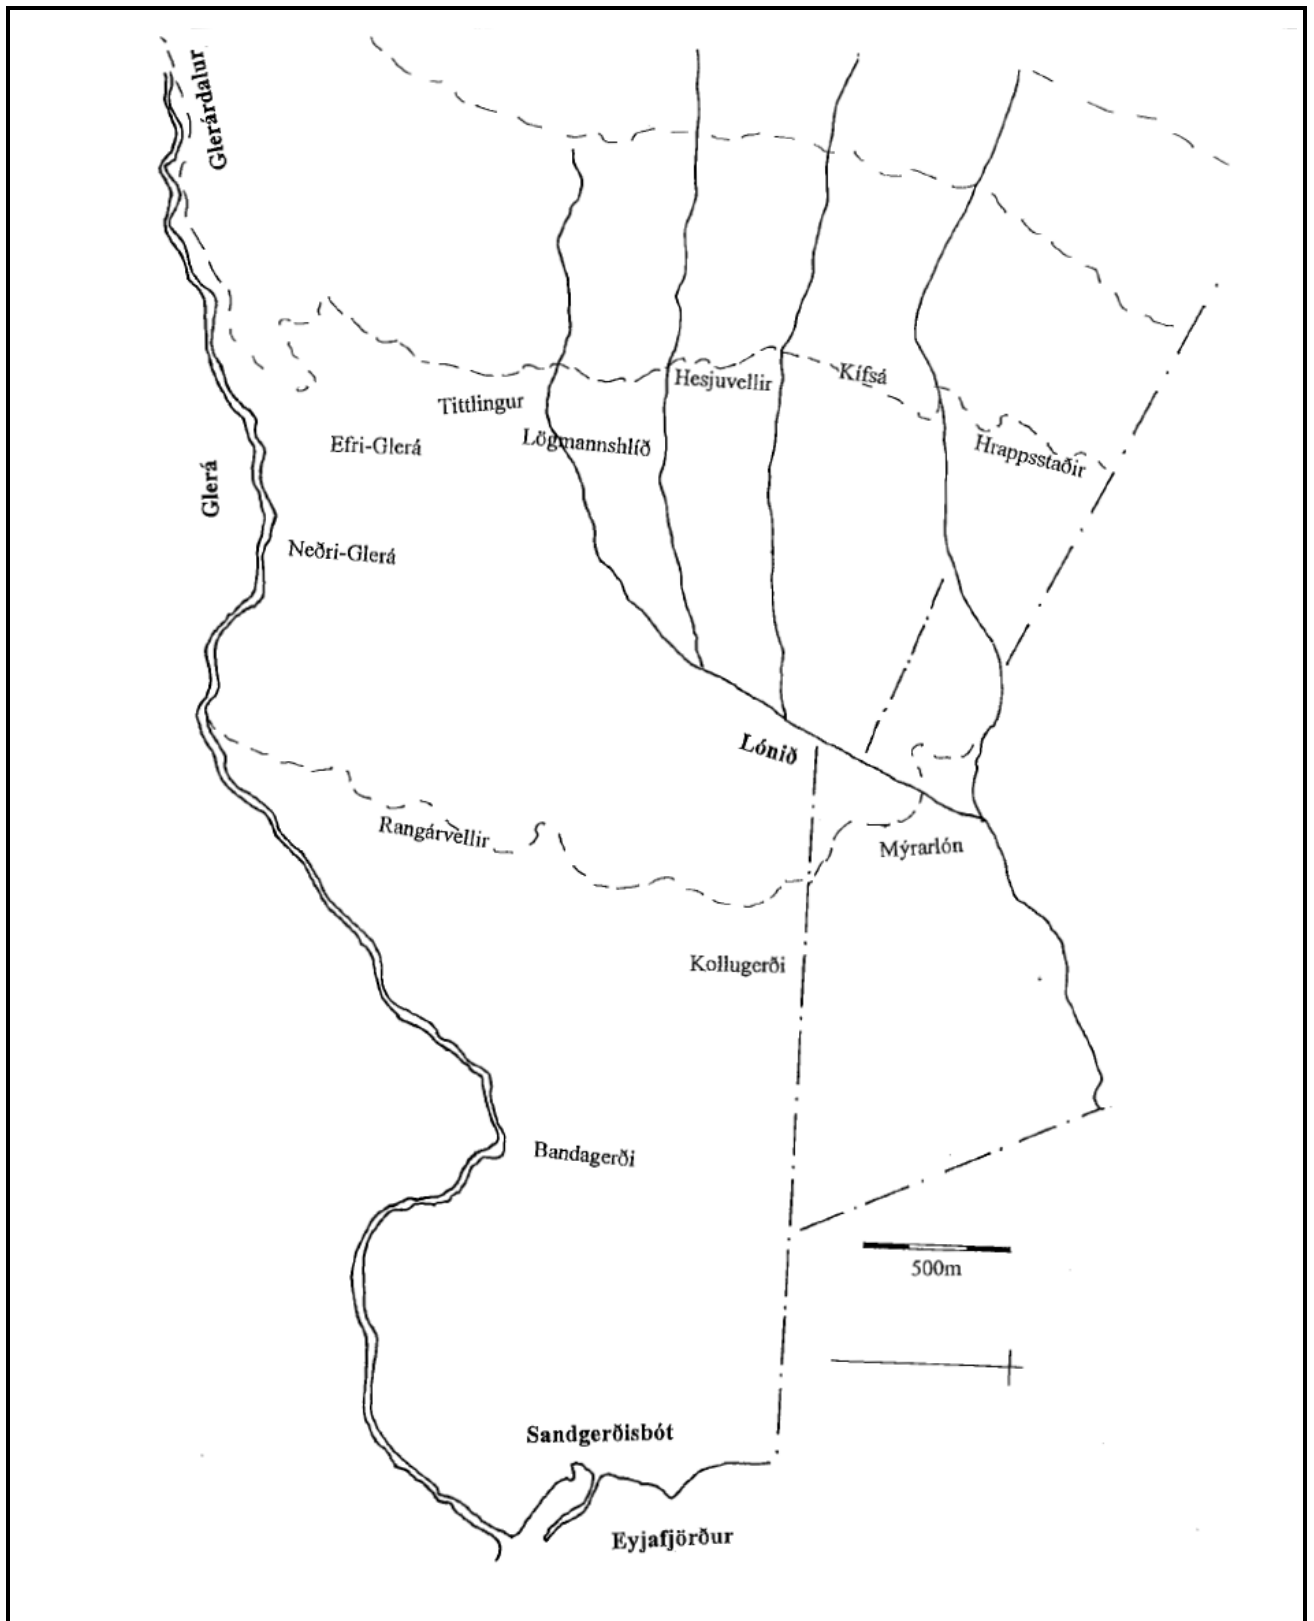 Glerárdalur
Hesjuvellir
Kífsá
Tittlingur
Efri-Glerá
Lögmannshlíð
Hrappsstaðir
Glerá
Neðri-Glerá
Lónið
Rangárvellir
Mýrarlón
Kollugerði
Bandagerði
500m
Sandgerðisbót
Eyjafjörður